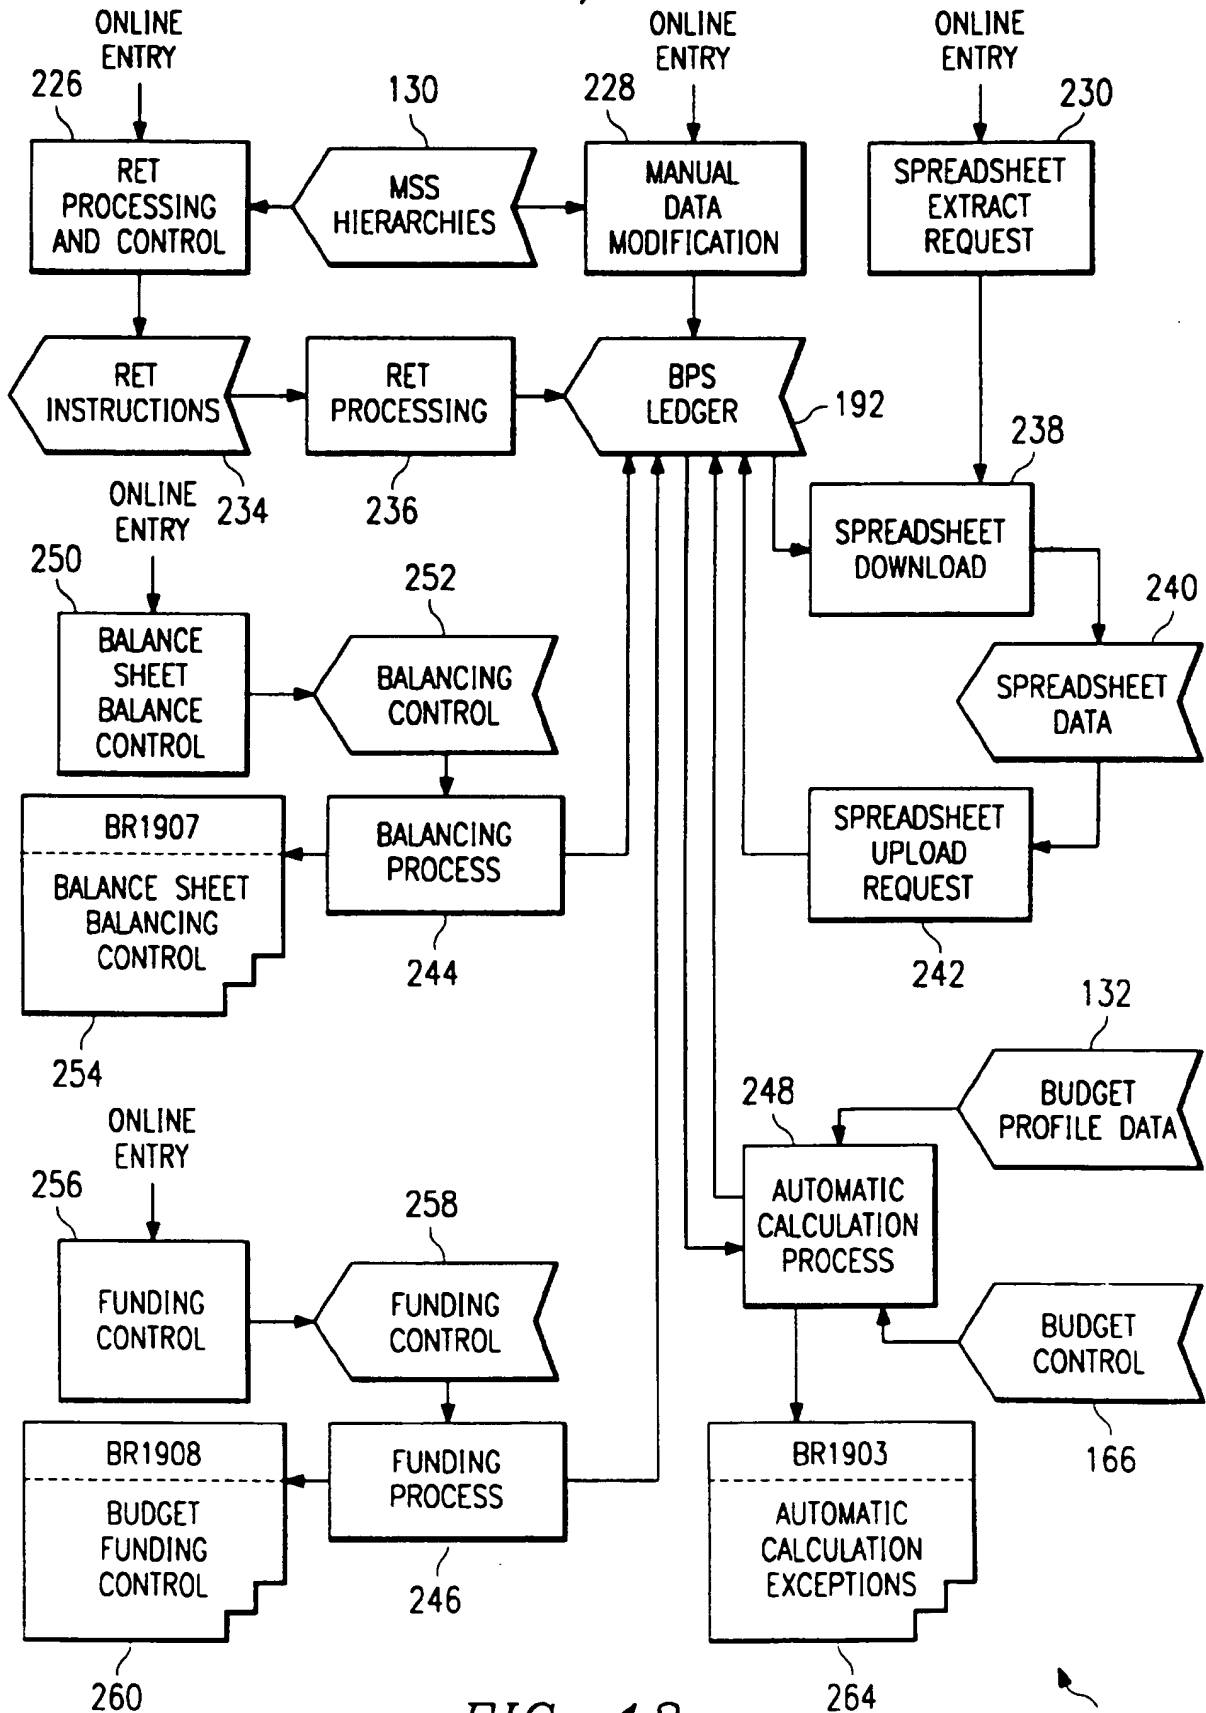 ONLINE
ENTRY
ONLINE
ENTRY
ONLINE
ENTRY
226
130
228
230
RET
PROCESSING
AND CONTROL
MSS
HIERARCHIES
MANUAL
DATA
MODIFICATION
SPREADSHEET
EXTRACT
REQUEST
RET
INSTRUCTIONS
RET
PROCESSING
BPS
LEDGER
192
234
236
238
ONLINE
ENTRY
SPREADSHEET
DOWNLOAD
250
252
240
BALANCE
SHEET
BALANCE
CONTROL
BALANCING
CONTROL
SPREADSHEET
DATA
BR1907
BALANCE SHEET
BALANCING
CONTROL
BALANCING
PROCESS
SPREADSHEET
UPLOAD
REQUEST
244
242
254
132
248
BUDGET
PROFILE DATA
ONLINE
ENTRY
256
258
AUTOMATIC
CALCULATION
PROCESS
FUNDING
CONTROL
FUNDING
CONTROL
BUDGET
CONTROL
166
BR1908
BUDGET
FUNDING
CONTROL
FUNDING
PROCESS
BR1903
AUTOMATIC
CALCULATION
EXCEPTIONS
246
260
264